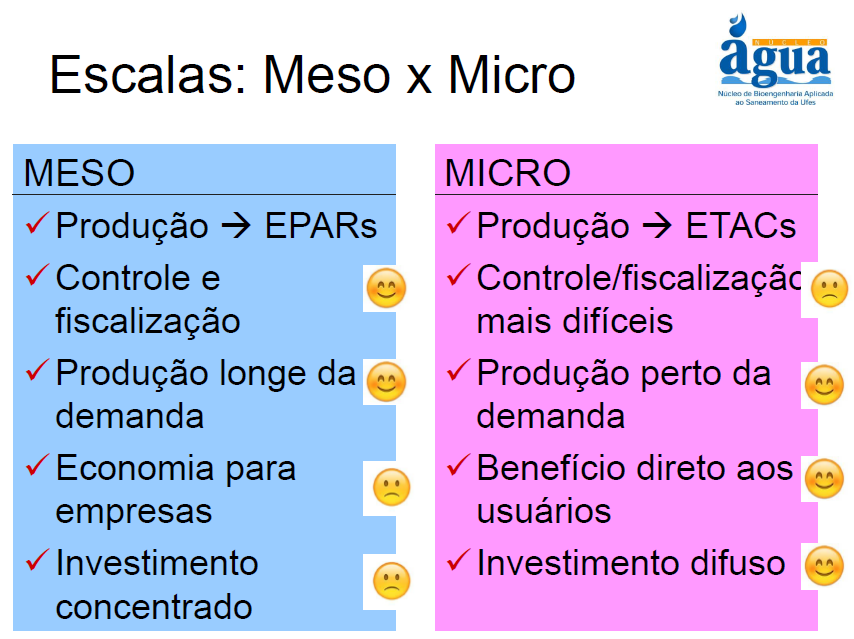 Escalas: Meso x Micro
NÚCLEO
água
Núcleo de Bioengenharia Aplicada
ao Saneamento da Ufes
MESO
✓ Produção → EPARs
✓ Controle e
fiscalização
✓ Produção longe da
demanda
✓ Economia para
empresas
✓ Investimento
concentrado
MICRO
✓ Produção → ETACs
✓ Controle/fiscalização
mais difíceis
✓ Produção perto da
demanda
✓ Benefício direto aos
usuários
✓ Investimento difuso